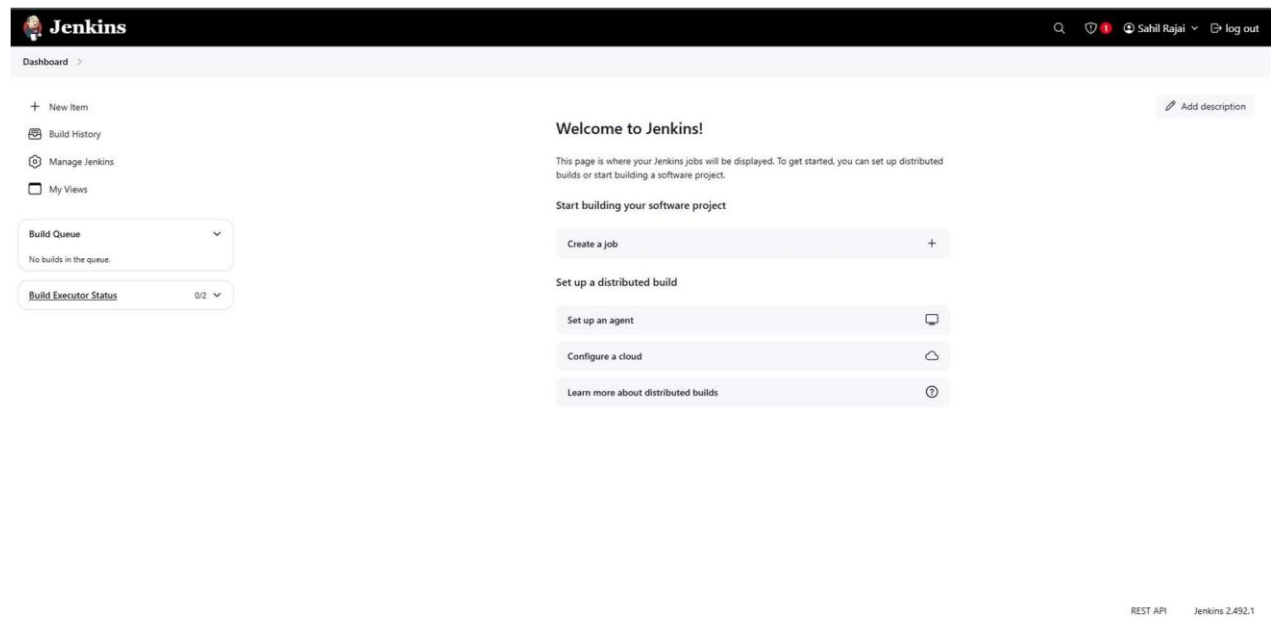 Jenkins
1 Sahil Rajai log out
Dashboard
New Item
Build History
Manage Jenkins
My Views
Build Queue
No builds in the queue.
Build Executor Status 0/2
Add description
Welcome to Jenkins!
This page is where your Jenkins jobs will be displayed. To get started, you can set up distributed
builds or start building a software project.
Start building your software project
Create a job
Set up a distributed build
Set up an agent
Configure a cloud
Learn more about distributed builds
REST API Jenkins 2.492.1